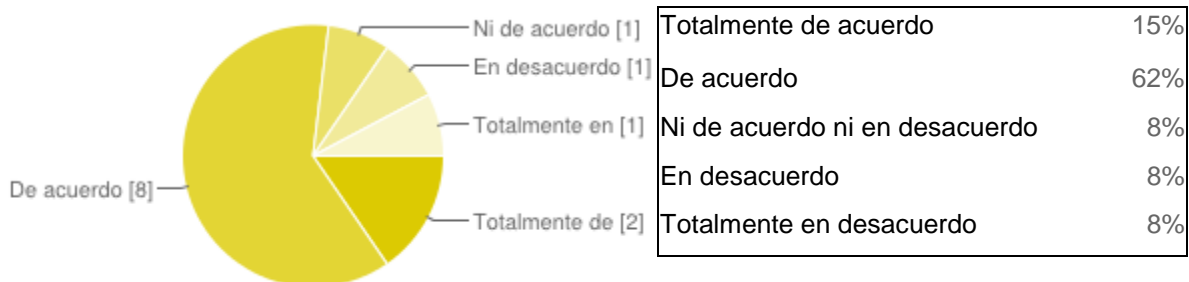 Ni de acuerdo [1]
En desacuerdo [1]
Totalmente en [1]
De acuerdo [8]
Totalmente de [2]
Totalmente de acuerdo 15%
De acuerdo 62%
Ni de acuerdo ni en desacuerdo 8%
En desacuerdo 8%
Totalmente en desacuerdo 8%